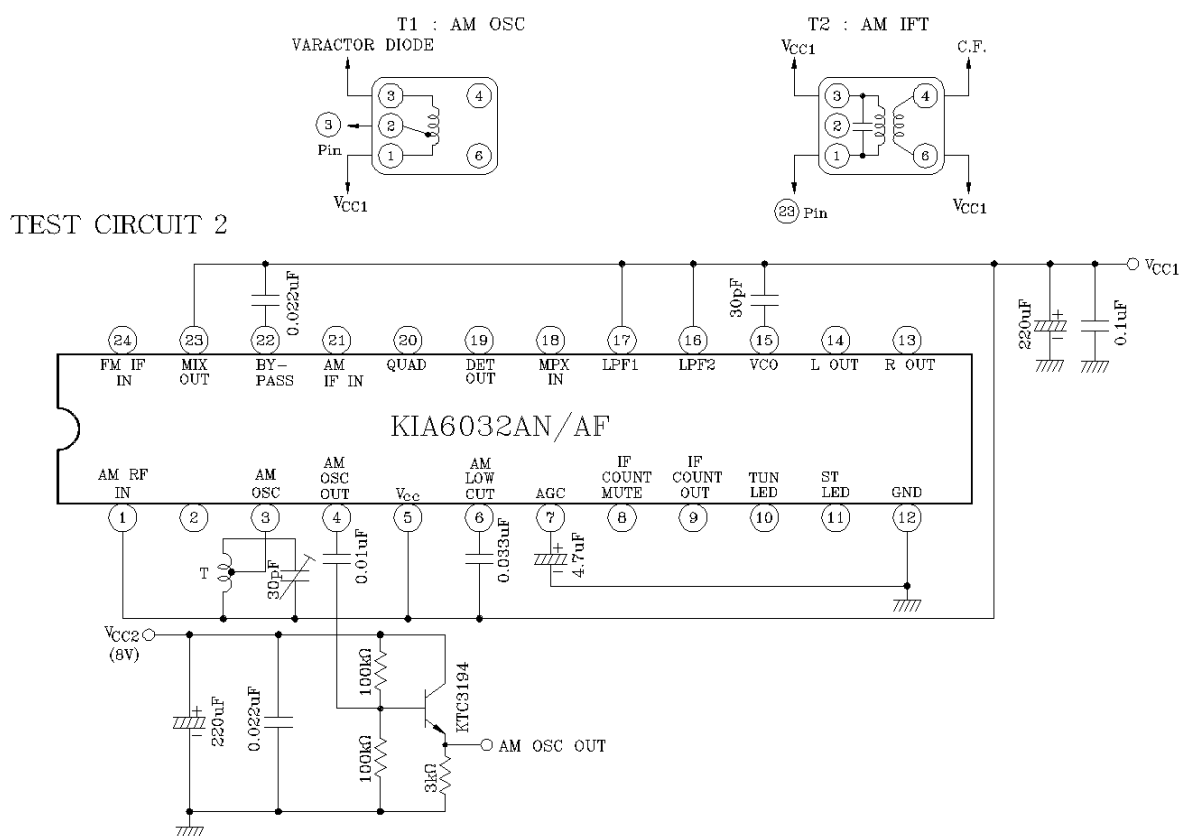 T1 : AM OSC
VARACTOR DIODE
3
4
3
2
Pin
1
6
VCC1
T2 : AM IFT
VCC1
C.F.
3
4
2
1
6
23 Pin
VCC1
TEST CIRCUIT 2
VCC1
0.022uF
30pF
220uF
+
-
0.1uF
24 23 22 21 20 19 18 17 16 15 14 13
FM IF IN
MIX OUT
BY-PASS
AM IF IN
QUAD
DET OUT
MPX IN
LPF1
LPF2
VCO
L OUT
R OUT
KIA6032AN/AF
AM RF IN
AM OSC
AM OSC OUT
Vcc
AM LOW CUT
AGC
IF COUNT MUTE
IF COUNT OUT
TUN LED
ST LED
GND
1 2 3 4 5 6 7 8 9 10 11 12
T
30pF
0.01uF
0.033uF
+
-
4.7uF
VCC2
(8V)
+
-
220uF
0.022uF
100kΩ
100kΩ
KTC3194
AM OSC OUT
3kΩ